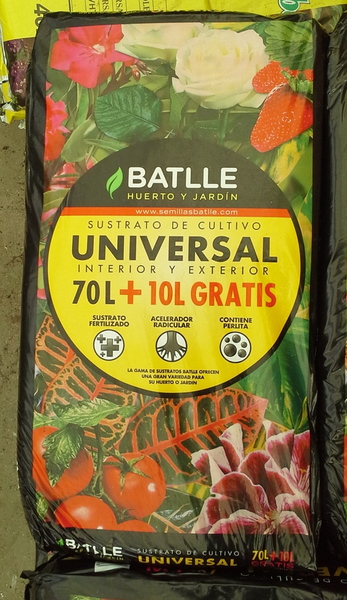 BATLLE
HUERTO Y JARDÍN
www.semillasbatlle.com
SUSTRATO DE CULTIVO
UNIVERSAL
INTERIOR Y EXTERIOR
70L + 10L GRATIS
SUSTRATO FERTILIZADO
ACELERADOR RADICULAR
CONTIENE PERLITA
LA GAMA DE SUSTRATOS BATLLE OFRECEN
UNA GRAN VARIEDAD PARA
SU HUERTO O JARDIN
BATLLE
SUSTRATO DE CULTIVO
UNIVERSAL
70L+10L
GRATIS